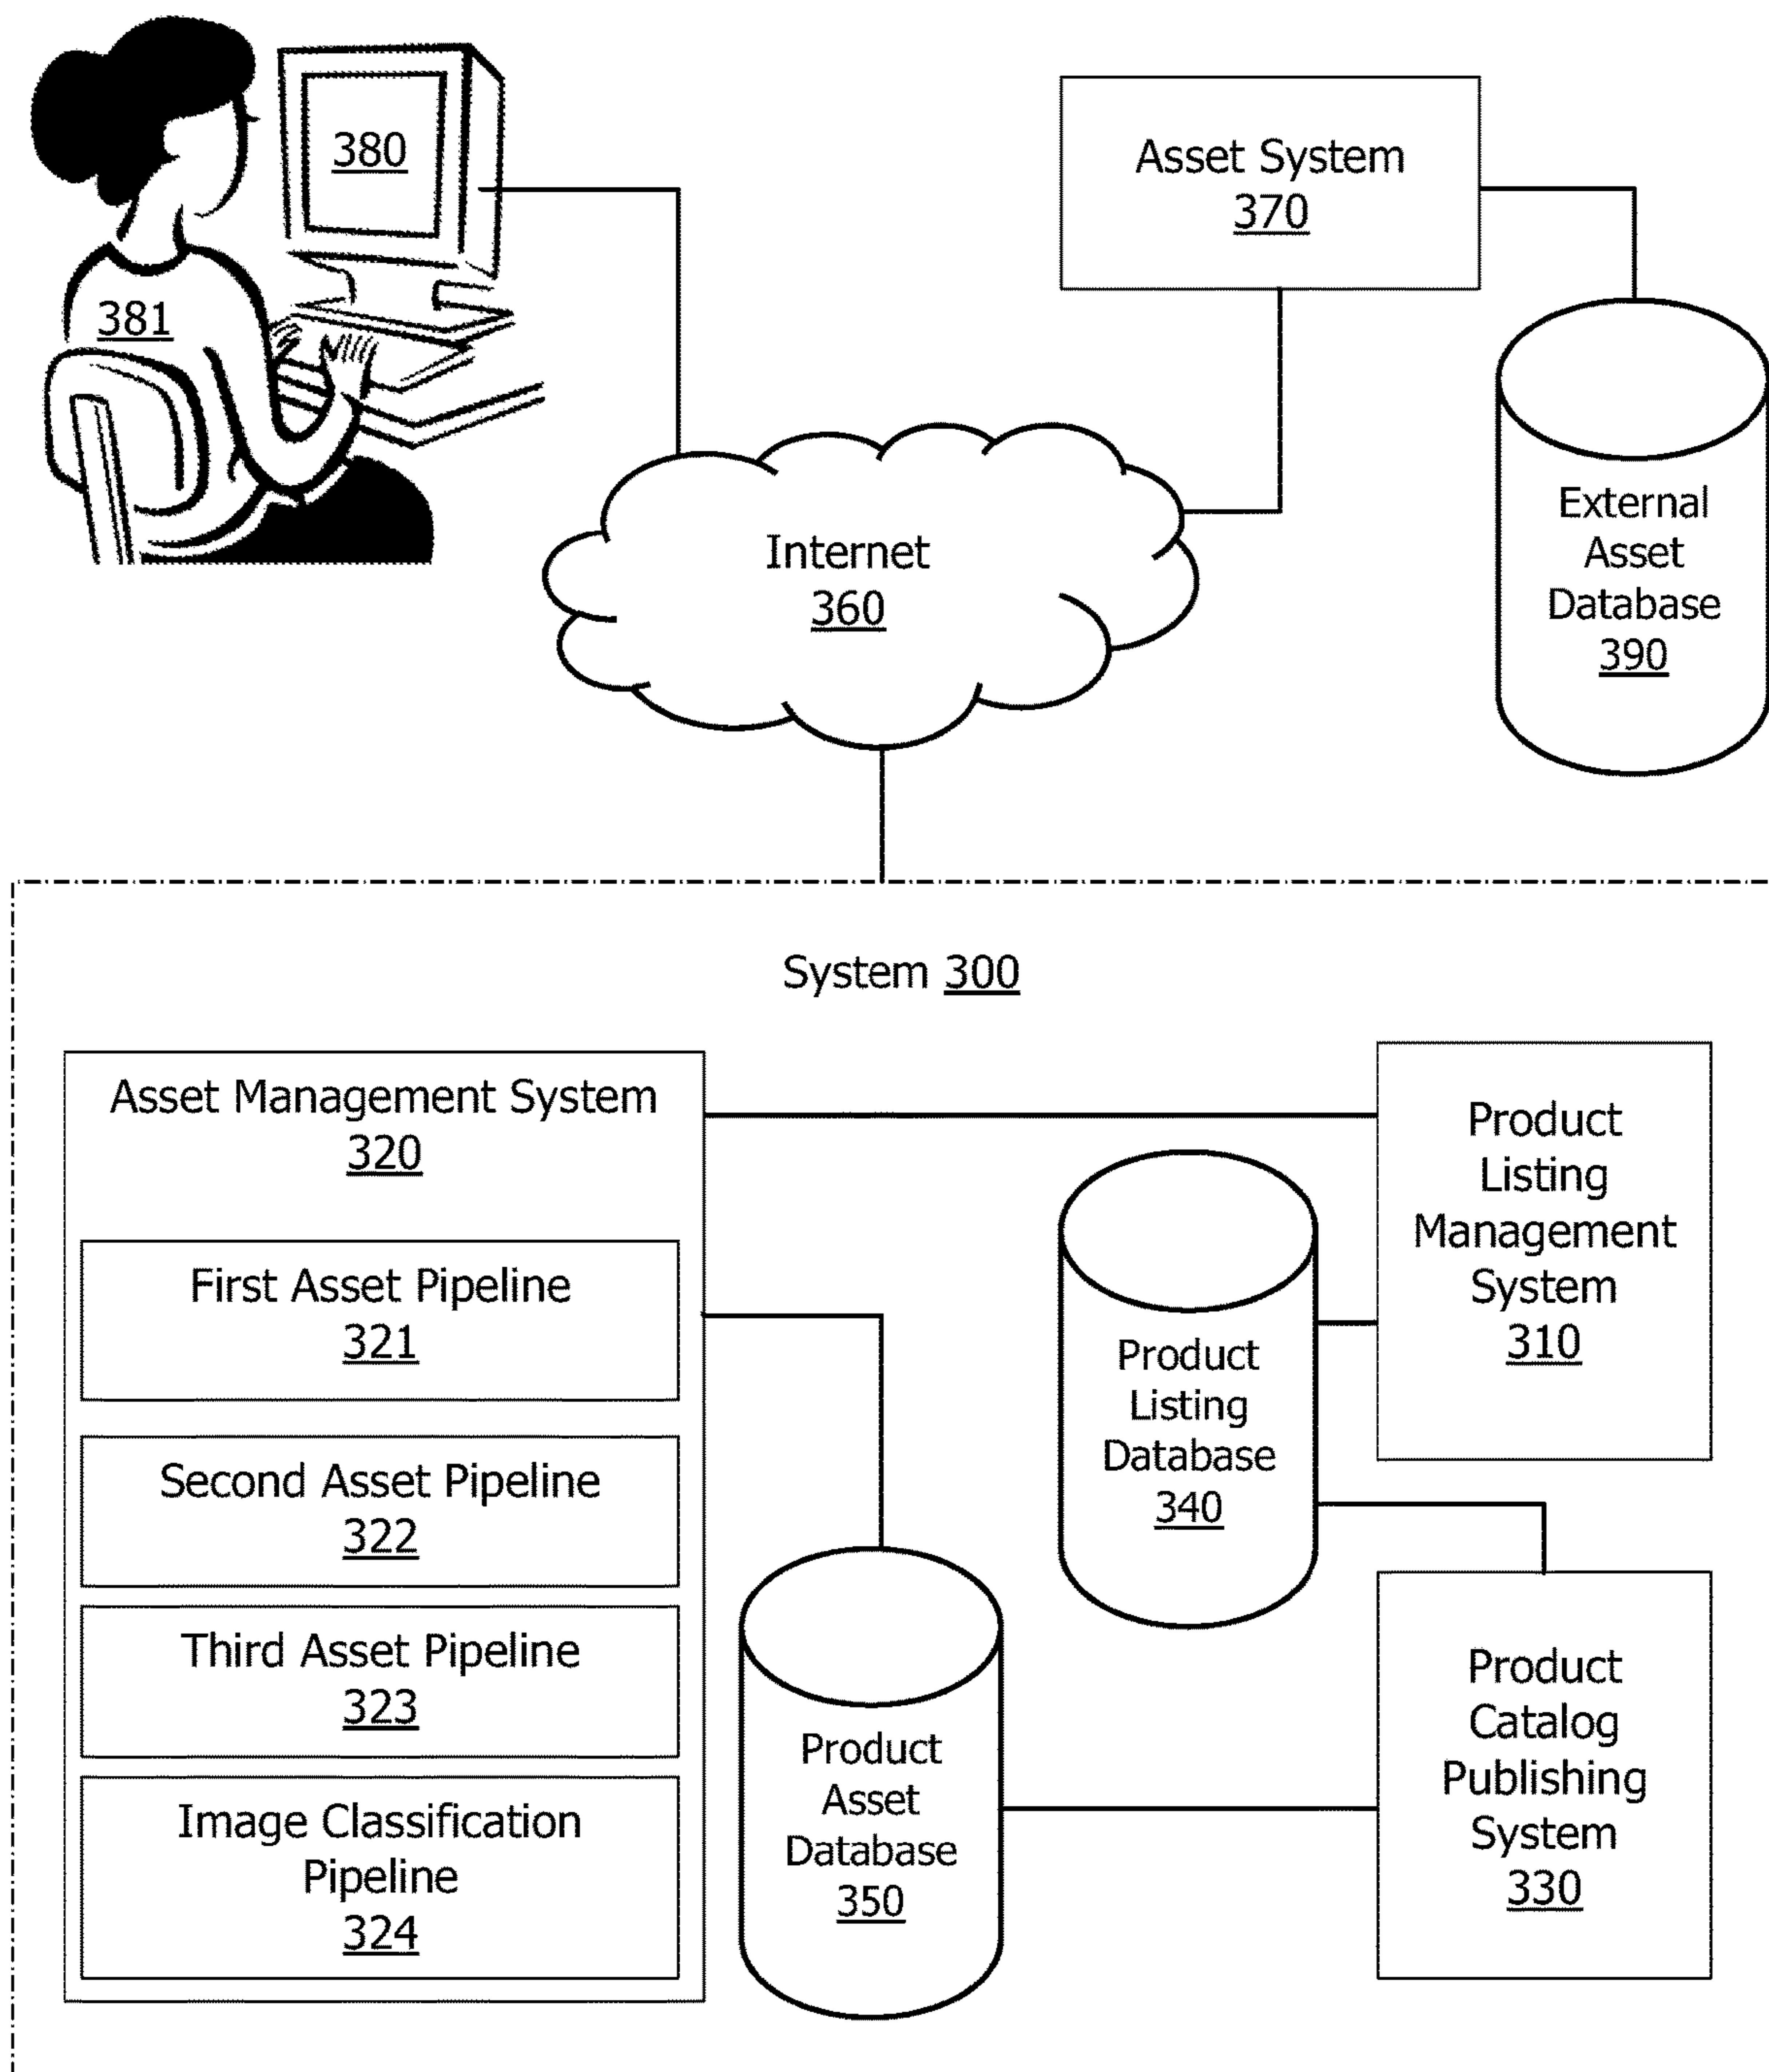 380
381
Asset System
370
External
Asset
Database
390
Internet
360
System 300
Asset Management System
320
First Asset Pipeline
321
Second Asset Pipeline
322
Third Asset Pipeline
323
Image Classification
Pipeline
324
Product
Asset
Database
350
Product
Listing
Database
340
Product
Listing
Management
System
310
Product
Catalog
Publishing
System
330